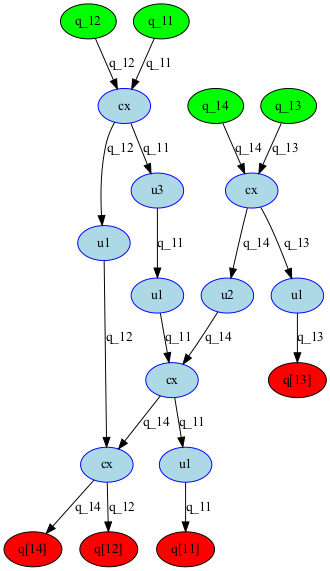 q_12 q_11
q_12 q_11
cx q_14 q_13
q_12 q_11 q_14 q_13
u3 cx
u1 q_11 q_14 q_13
u1 u2 u1
q_12 q_11 q_14 q_13
cx q[13]
q_14 q_11
cx u1
q_14 q_12 q_11
q[14] q[12] q[11]